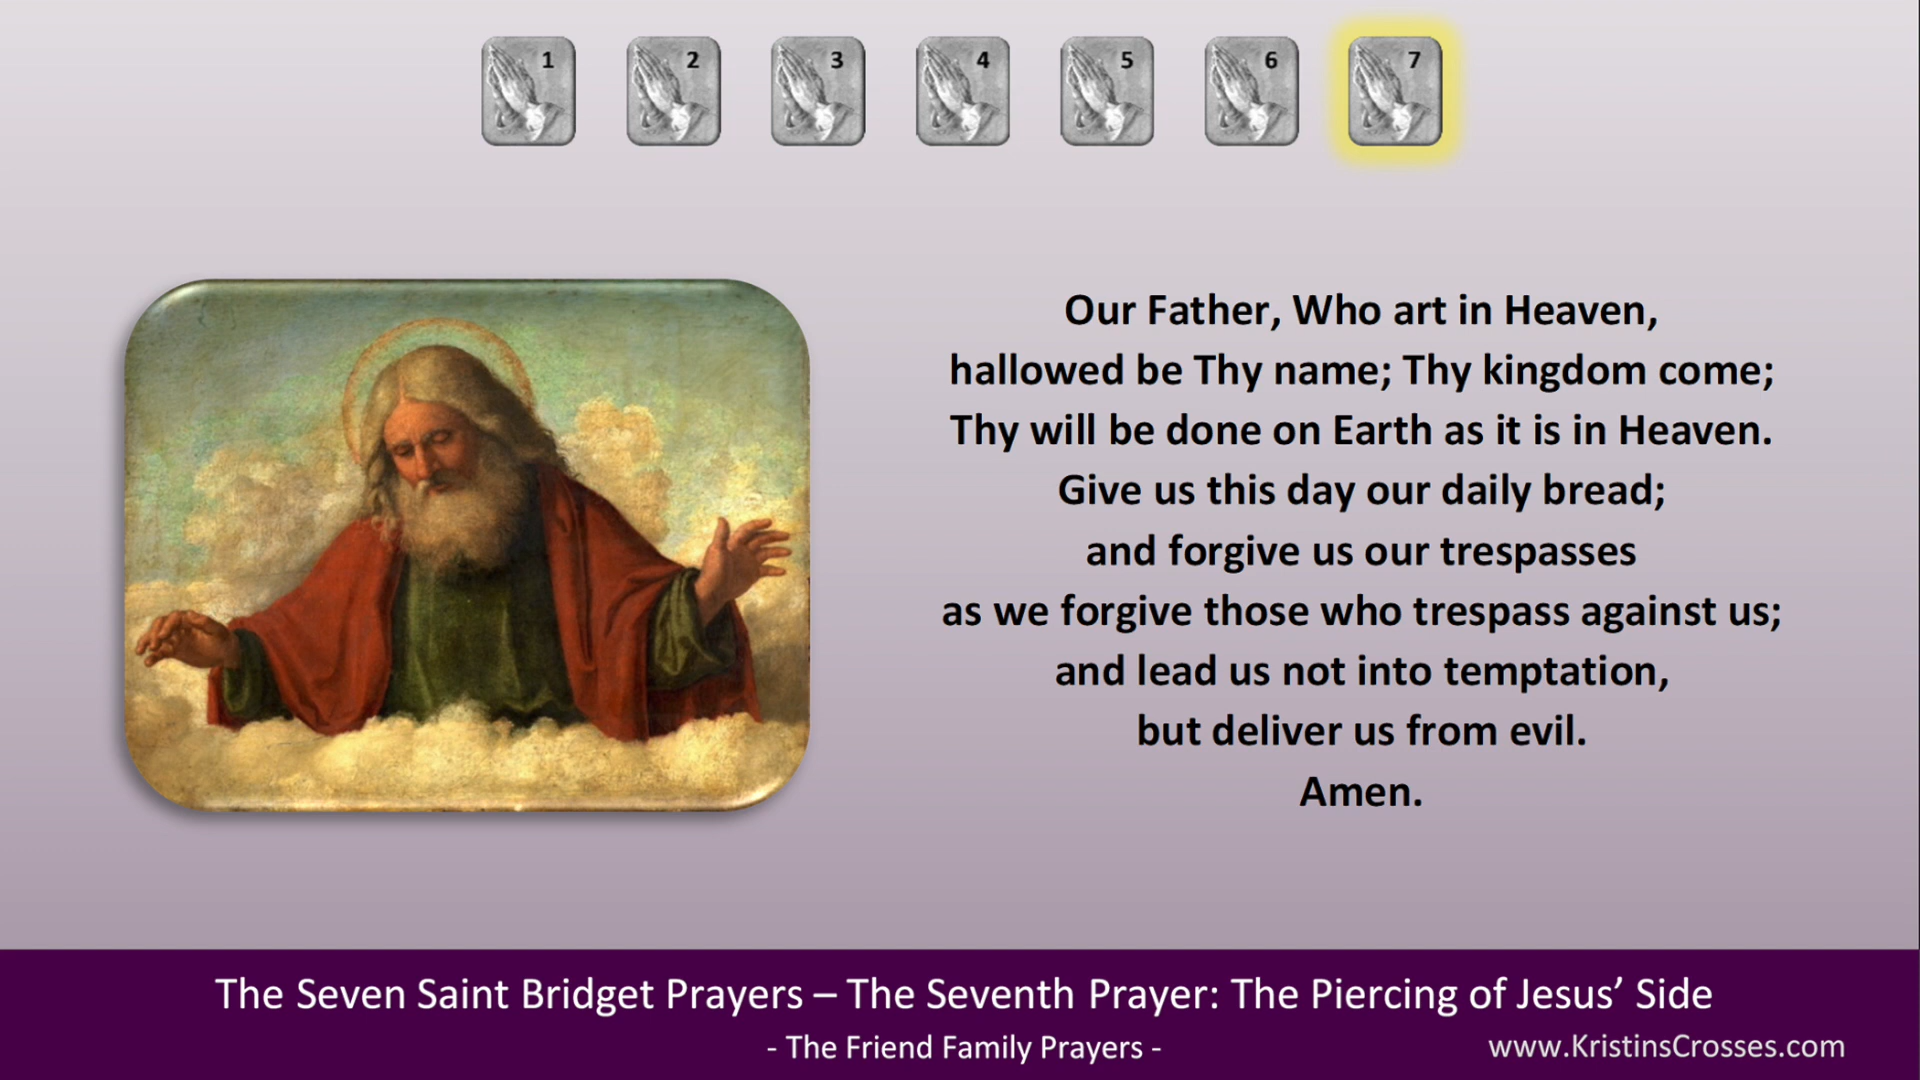 1 2 3 4 5 6 7
Our Father, Who art in Heaven,
hallowed be Thy name; Thy kingdom come;
Thy will be done on Earth as it is in Heaven.
Give us this day our daily bread;
and forgive us our trespasses
as we forgive those who trespass against us;
and lead us not into temptation,
but deliver us from evil.
Amen.
The Seven Saint Bridget Prayers – The Seventh Prayer: The Piercing of Jesus’ Side
- The Friend Family Prayers -
www.KristinsCrosses.com